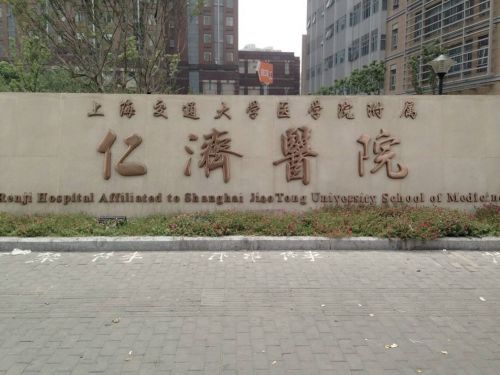 上海交通大学医学院附属
仁濟醫院
Renji Hospital Affiliated to Shanghai JiaoTong University School of Medicine